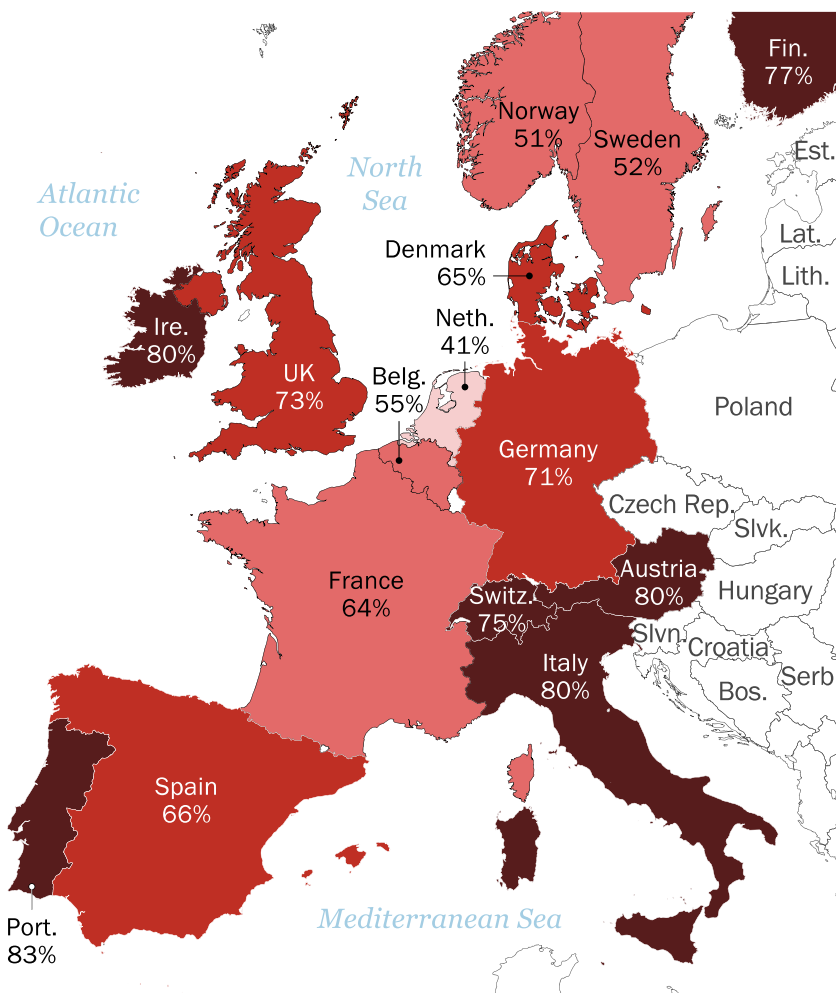 Fin.
77%
Norway
51%
Sweden
52%
North
Sea
Est.
Atlantic
Ocean
Lat.
Denmark
65%
Lith.
Neth.
41%
Ire.
80%
UK
73%
Belg.
55%
Poland
Germany
71%
Czech Rep.
Slvk.
France
64%
Austria
80%
Switz.
75%
Hungary
Slvn.
Croatia
Italy
80%
Bos.
Serb
Spain
66%
Mediterranean Sea
Port.
83%